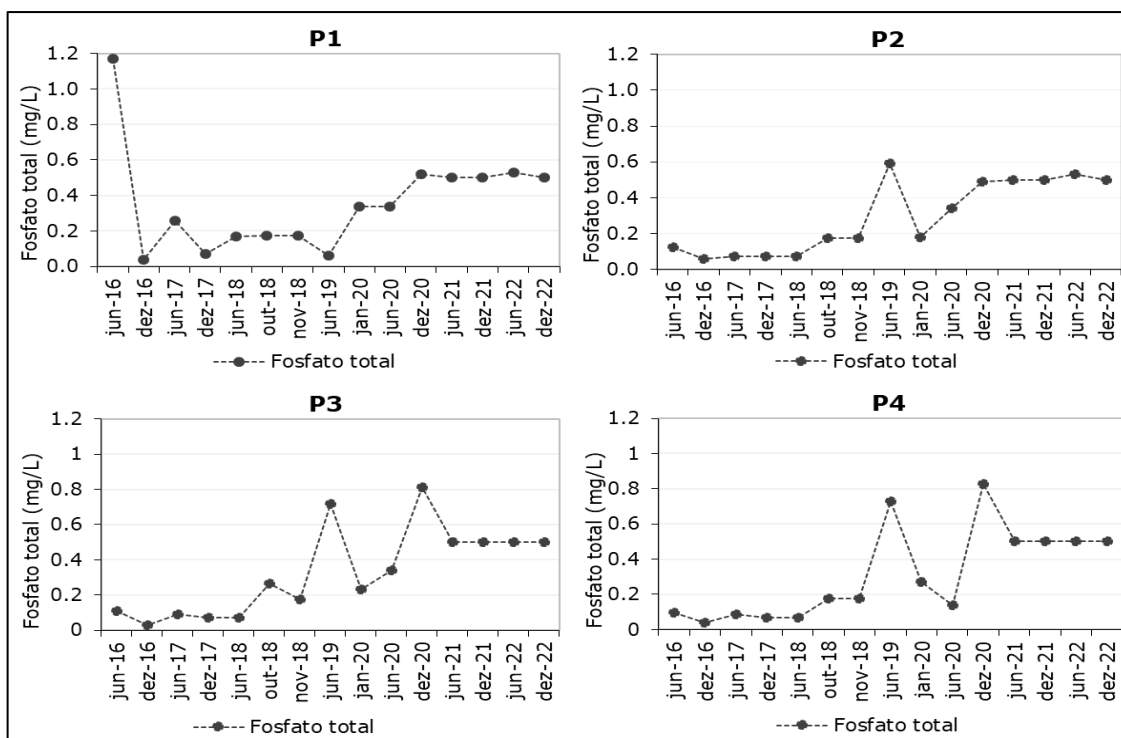 P1
Fosfato total (mg/L)
1.2
1.0
0.8
0.6
0.4
0.2
0.0
jun-16
dez-16
jun-17
dez-17
jun-18
out-18
nov-18
jun-19
jan-20
jun-20
dez-20
jun-21
dez-21
jun-22
dez-22
Fosfato total
P2
Fosfato total (mg/L)
1.2
1.0
0.8
0.6
0.4
0.2
0.0
jun-16
dez-16
jun-17
dez-17
jun-18
out-18
nov-18
jun-19
jan-20
jun-20
dez-20
jun-21
dez-21
jun-22
dez-22
Fosfato total
P3
Fosfato total (mg/L)
1.2
1
0.8
0.6
0.4
0.2
0
jun-16
dez-16
jun-17
dez-17
jun-18
out-18
nov-18
jun-19
jan-20
jun-20
dez-20
jun-21
dez-21
jun-22
dez-22
Fosfato total
P4
Fosfato total (mg/L)
1.2
1
0.8
0.6
0.4
0.2
0
jun-16
dez-16
jun-17
dez-17
jun-18
out-18
nov-18
jun-19
jan-20
jun-20
dez-20
jun-21
dez-21
jun-22
dez-22
Fosfato total